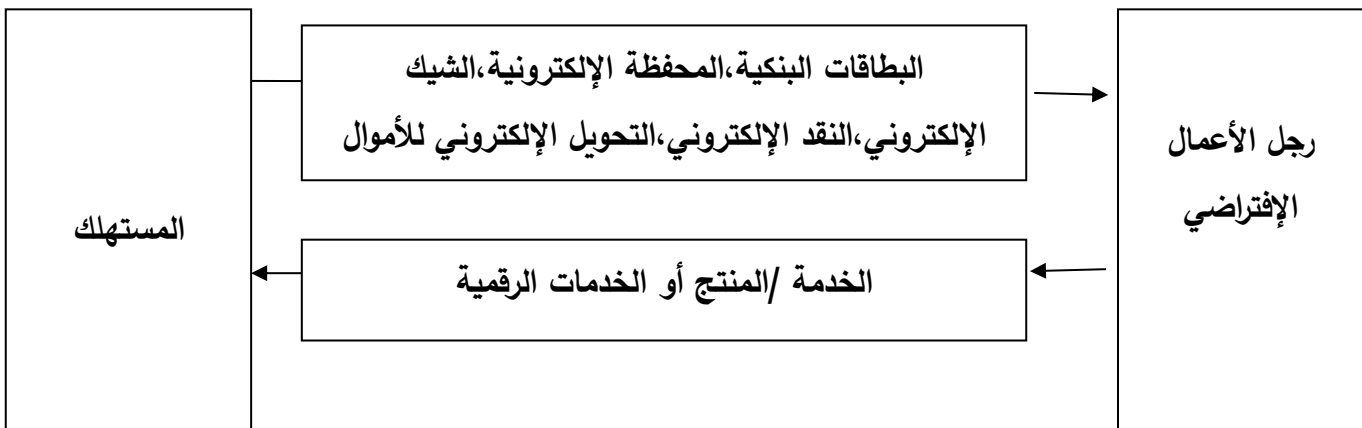 البطاقات البنكية،المحفظة الإلكترونية،الشيك
الإلكتروني،النقد الإلكتروني،التحويل الإلكتروني للأموال
رجل الأعمال
الإفتراضي
المستهلك
الخدمة /المنتج أو الخدمات الرقمية